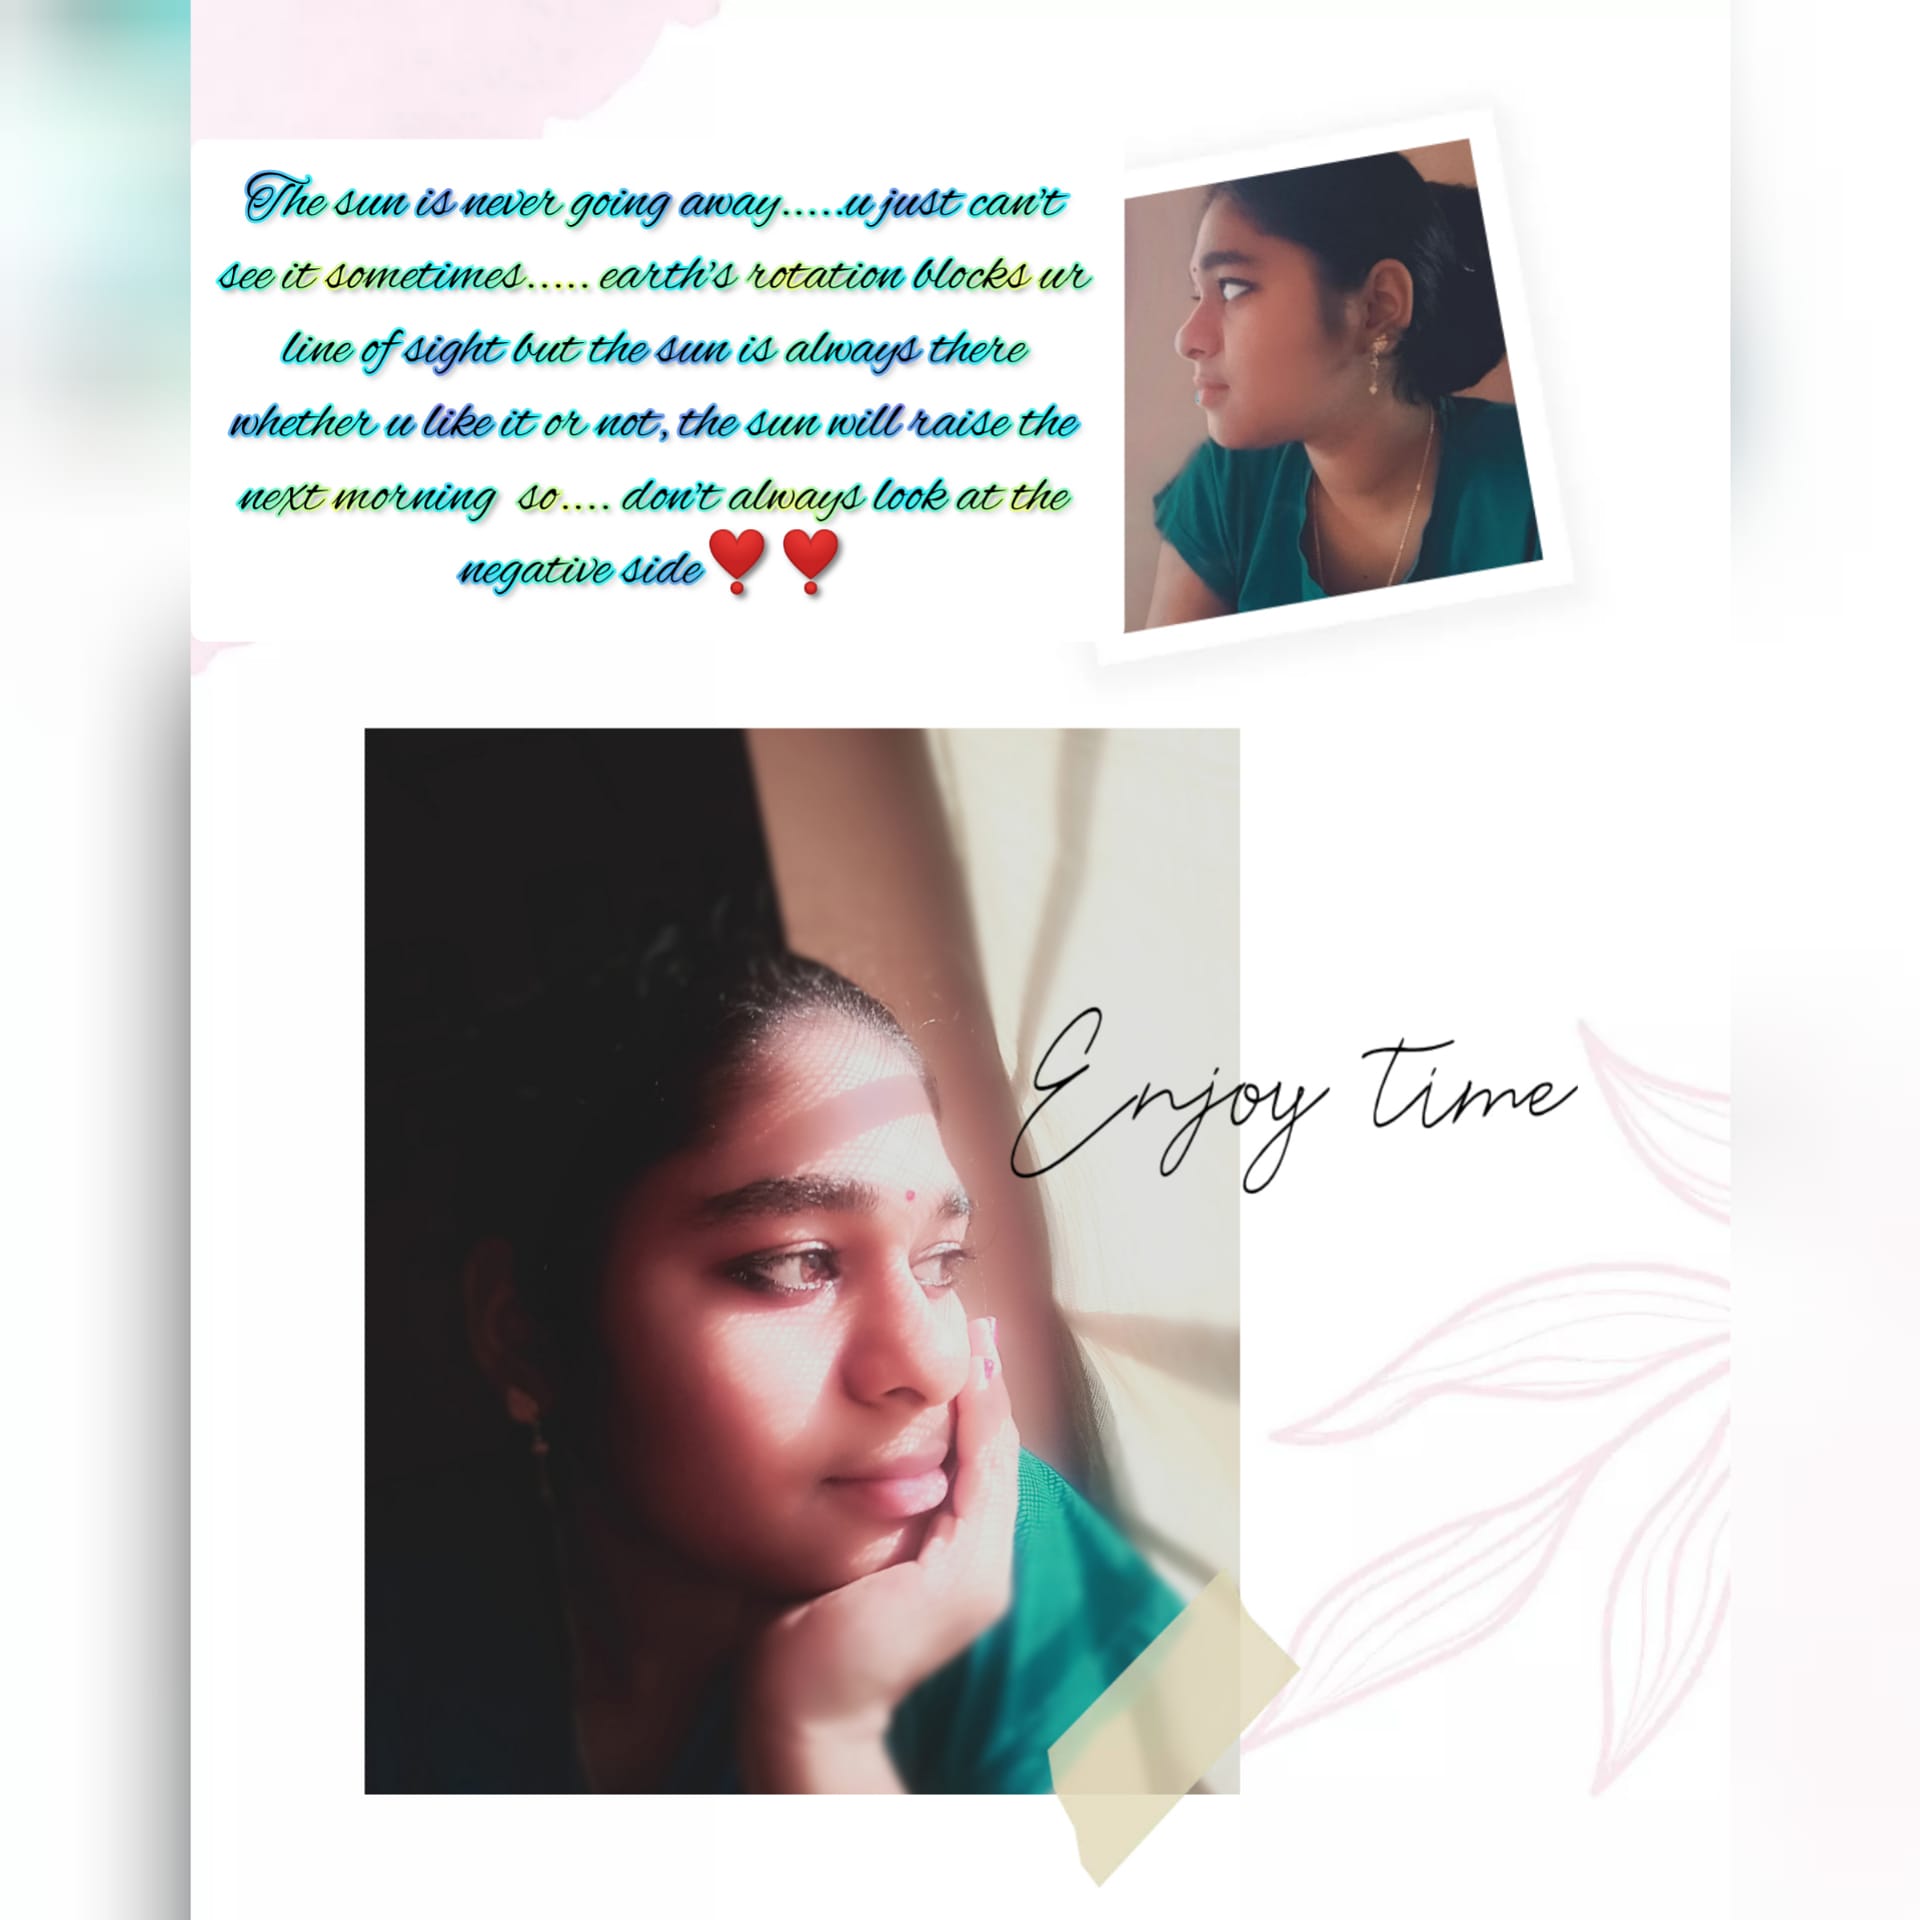 The sun is never going away.....u just can't
see it sometimes..... earth's rotation blocks ur
line of sight but the sun is always there
whether u like it or not, the sun will raise the
next morning  so.... don't always look at the
negative side❣️❣️
Enjoy time